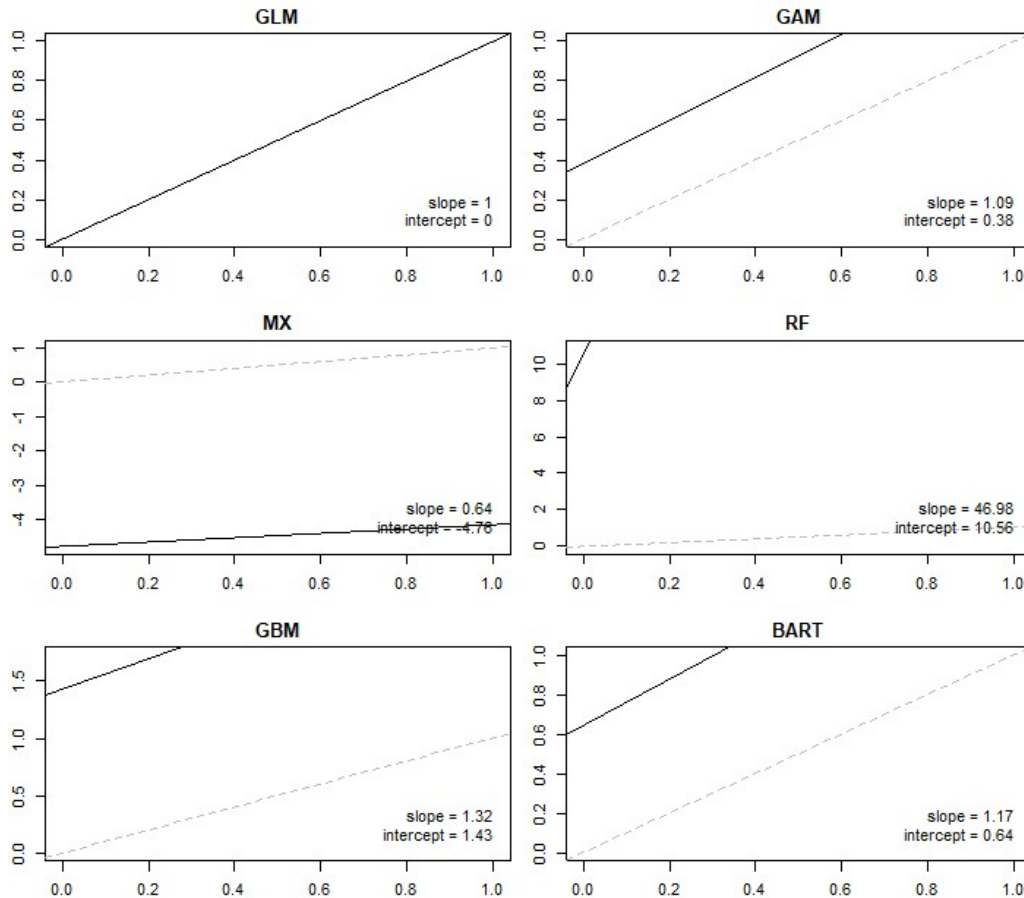 GLM
1.0
0.8
0.6
0.4
0.2
0.0
slope = 1
intercept = 0
0.0 0.2 0.4 0.6 0.8 1.0
GAM
1.0
0.8
0.6
0.4
0.2
0.0
slope = 1.09
intercept = 0.38
0.0 0.2 0.4 0.6 0.8 1.0
MX
1
0
-1
-2
-3
-4
slope = 0.64
intercept = -4.78
0.0 0.2 0.4 0.6 0.8 1.0
RF
10
8
6
4
2
0
slope = 46.98
intercept = 10.56
0.0 0.2 0.4 0.6 0.8 1.0
GBM
1.5
1.0
0.5
0.0
slope = 1.32
intercept = 1.43
0.0 0.2 0.4 0.6 0.8 1.0
BART
1.0
0.8
0.6
0.4
0.2
0.0
slope = 1.17
intercept = 0.64
0.0 0.2 0.4 0.6 0.8 1.0